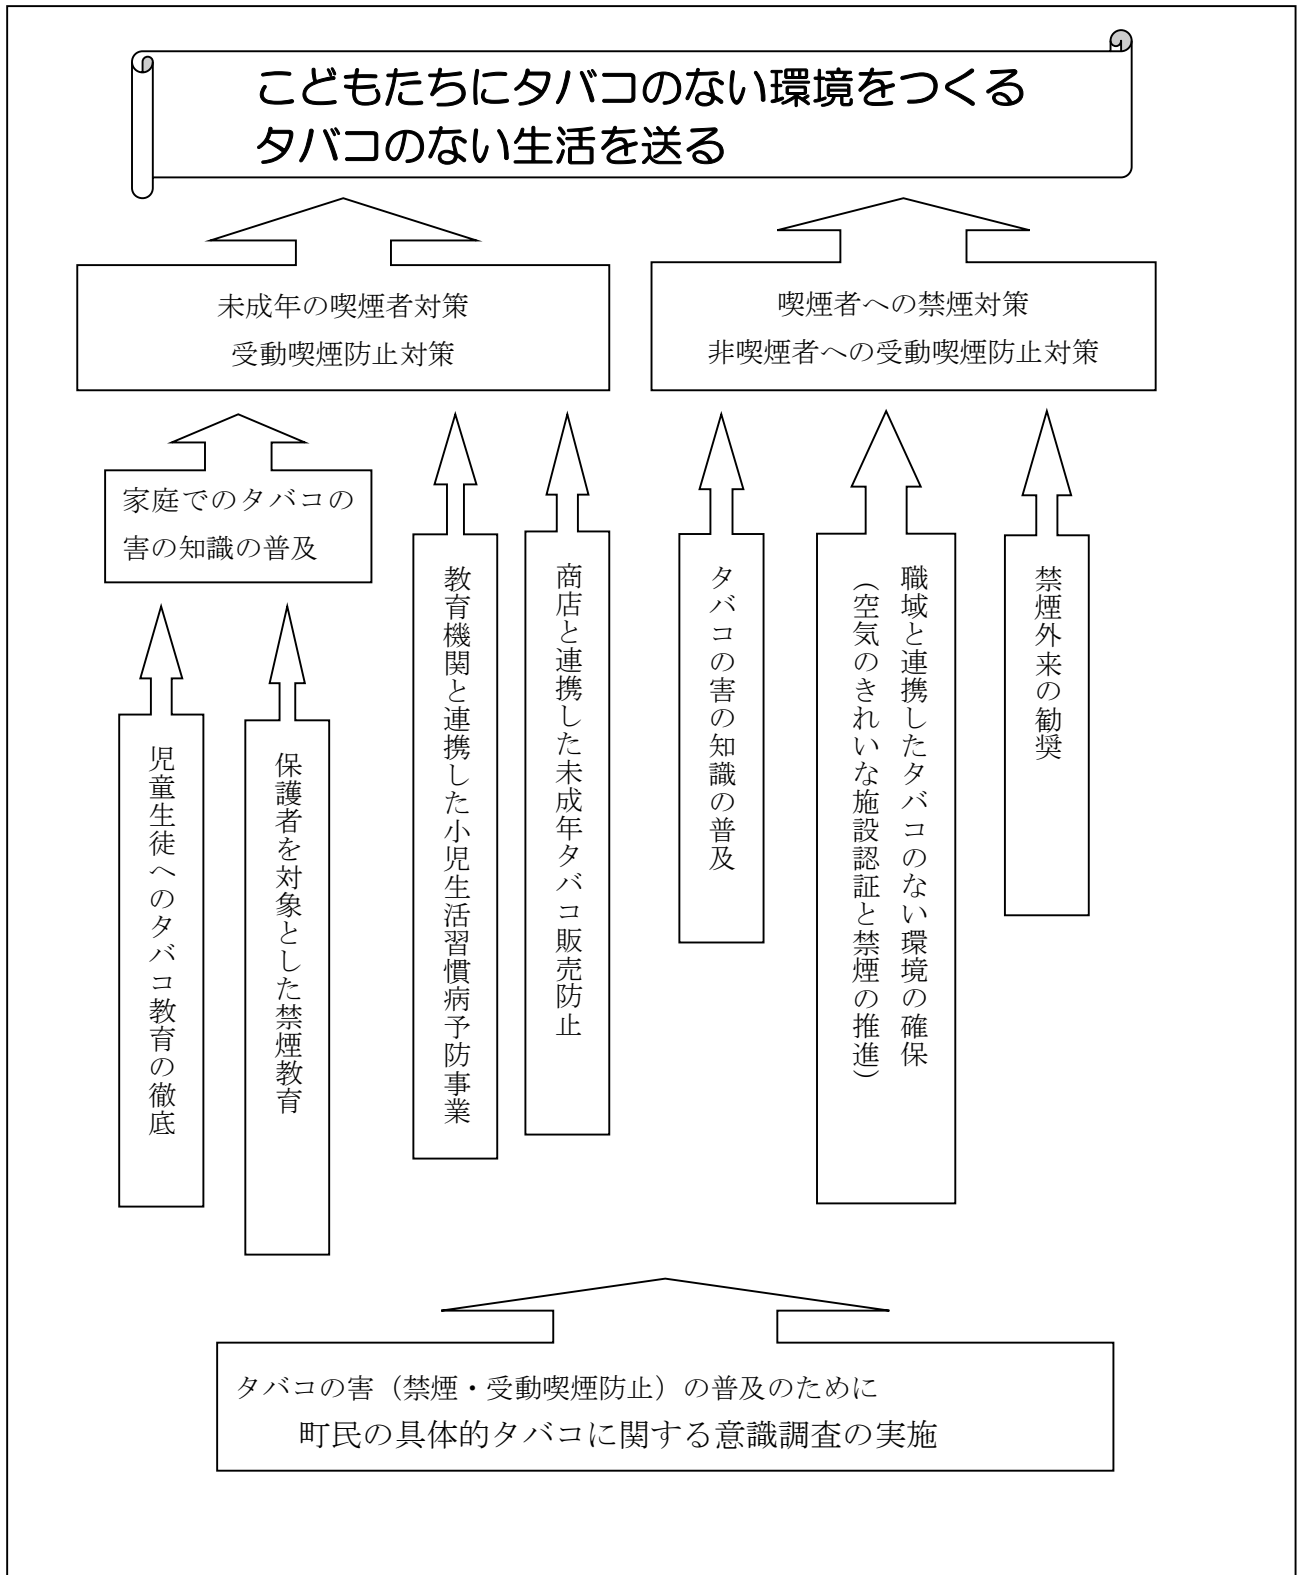 こどもたちにタバコのない環境をつくる
タバコのない生活を送る
未成年の喫煙者対策
受動喫煙防止対策
喫煙者への禁煙対策
非喫煙者への受動喫煙防止対策
家庭でのタバコの
害の知識の普及
児童生徒へのタバコ教育の徹底
保護者を対象とした禁煙教育
教育機関と連携した小児生活習慣病予防事業
商店と連携した未成年タバコ販売防止
タバコの害の知識の普及
職域と連携したタバコのない環境の確保
（空気のきれいな施設認証と禁煙の推進）
禁煙外来の勧奨
タバコの害（禁煙・受動喫煙防止）の普及のために
町民の具体的タバコに関する意識調査の実施